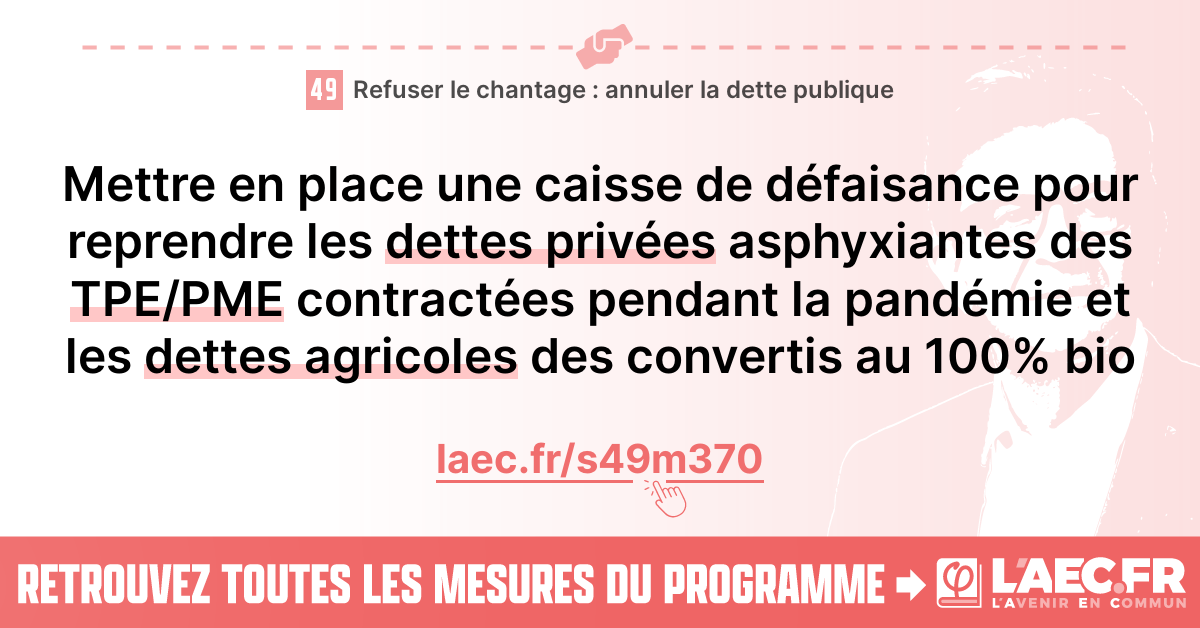 49 Refuser le chantage : annuler la dette publique
Mettre en place une caisse de défaisance pour
reprendre les dettes privées asphyxiantes des
TPE/PME contractées pendant la pandémie et
les dettes agricoles des convertis au 100% bio
laec.fr/s49m370
RETROUVEZ TOUTES LES MESURES DU PROGRAMME
φ L'AEC.FR
L'AVENIR EN COMMUN